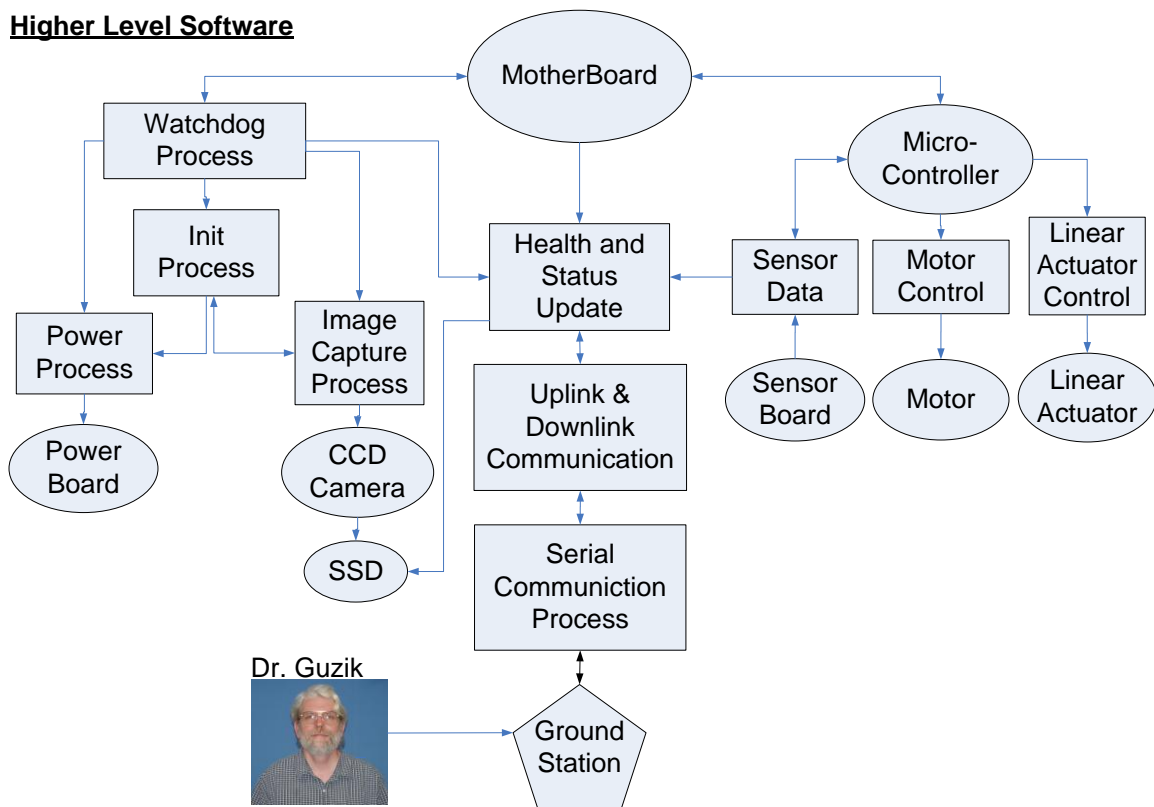 Higher Level Software
MotherBoard
Watchdog
Process
Micro-
Controller
Init
Process
Health and
Status
Update
Sensor
Data
Motor
Control
Linear
Actuator
Control
Power
Process
Image
Capture
Process
Uplink &
Downlink
Communication
Sensor
Board
Motor
Linear
Actuator
Power
Board
CCD
Camera
SSD
Serial
Communiction
Process
Dr. Guzik
Ground
Station